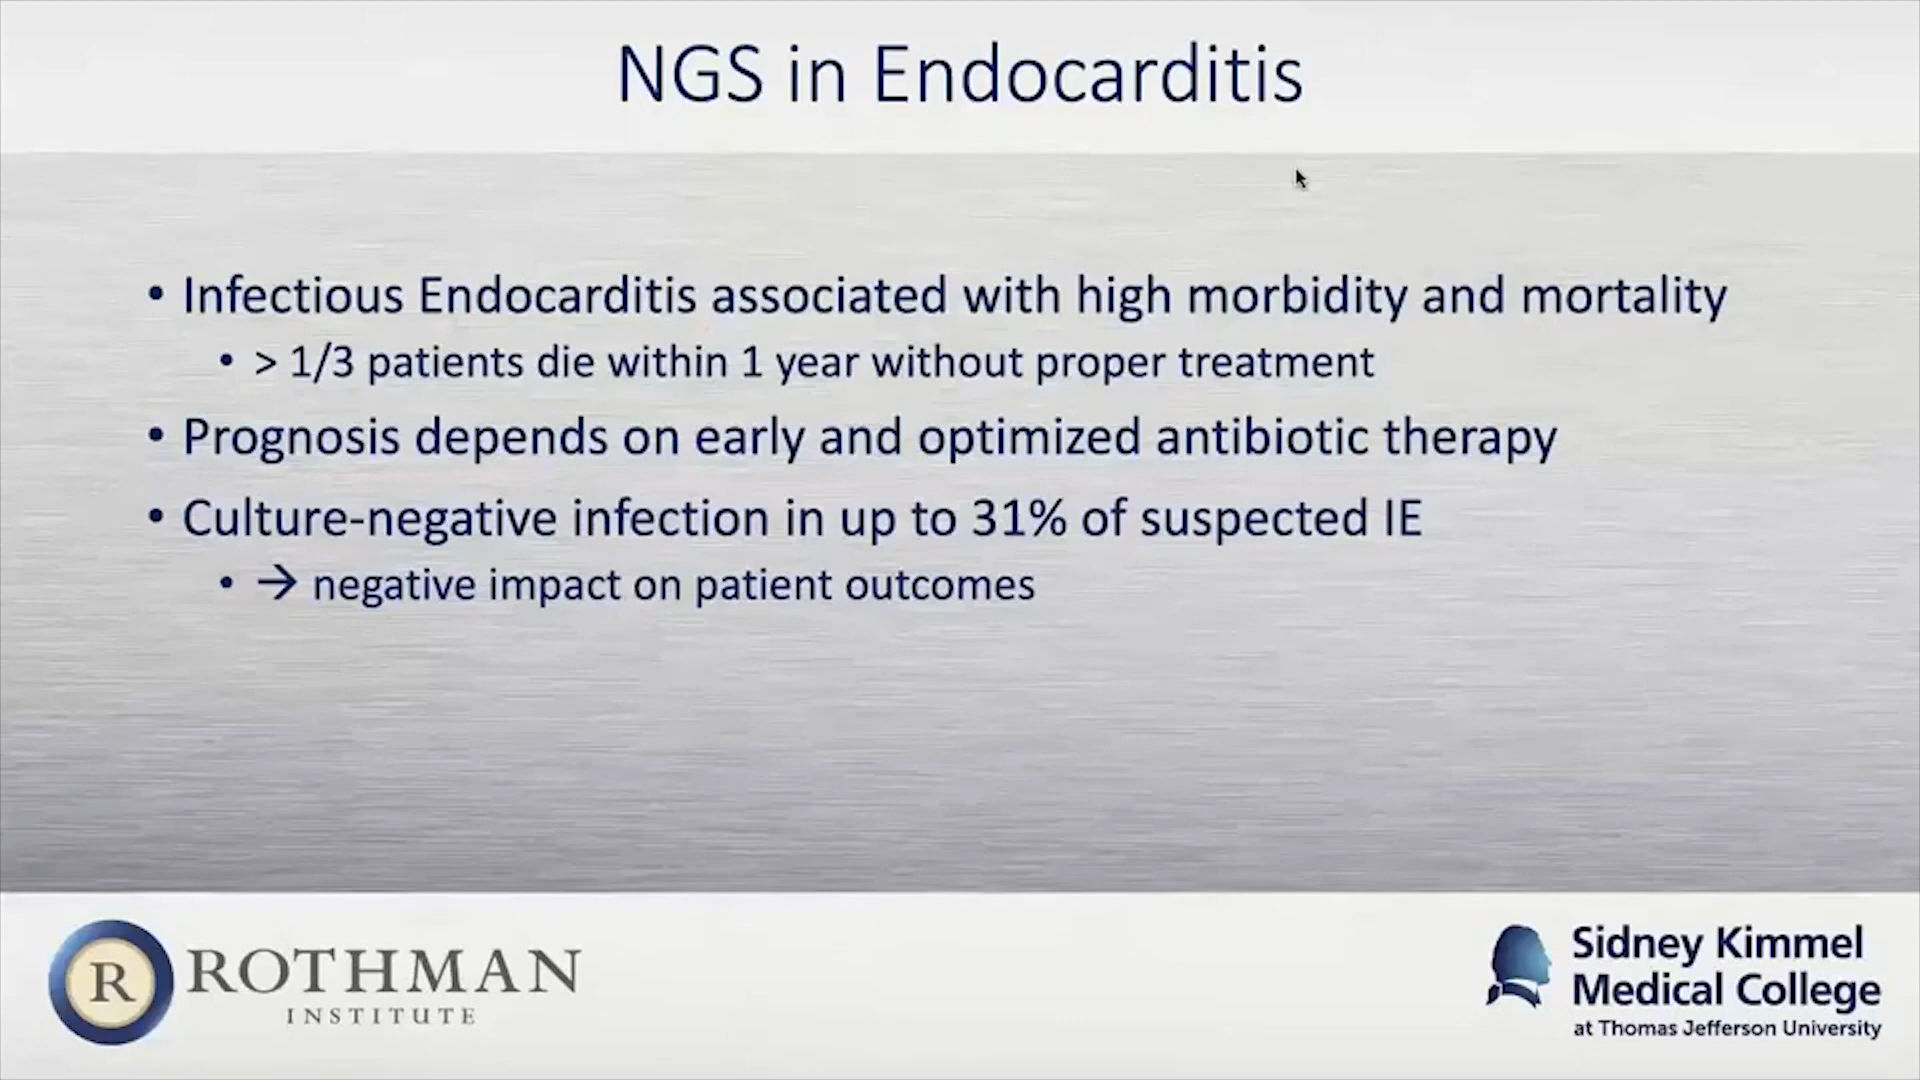 NGS in Endocarditis
• Infectious Endocarditis associated with high morbidity and mortality
• > 1/3 patients die within 1 year without proper treatment
• Prognosis depends on early and optimized antibiotic therapy
• Culture-negative infection in up to 31% of suspected IE
• → negative impact on patient outcomes
R ROTHMAN
INSTITUTE
Sidney Kimmel
Medical College
at Thomas Jefferson University